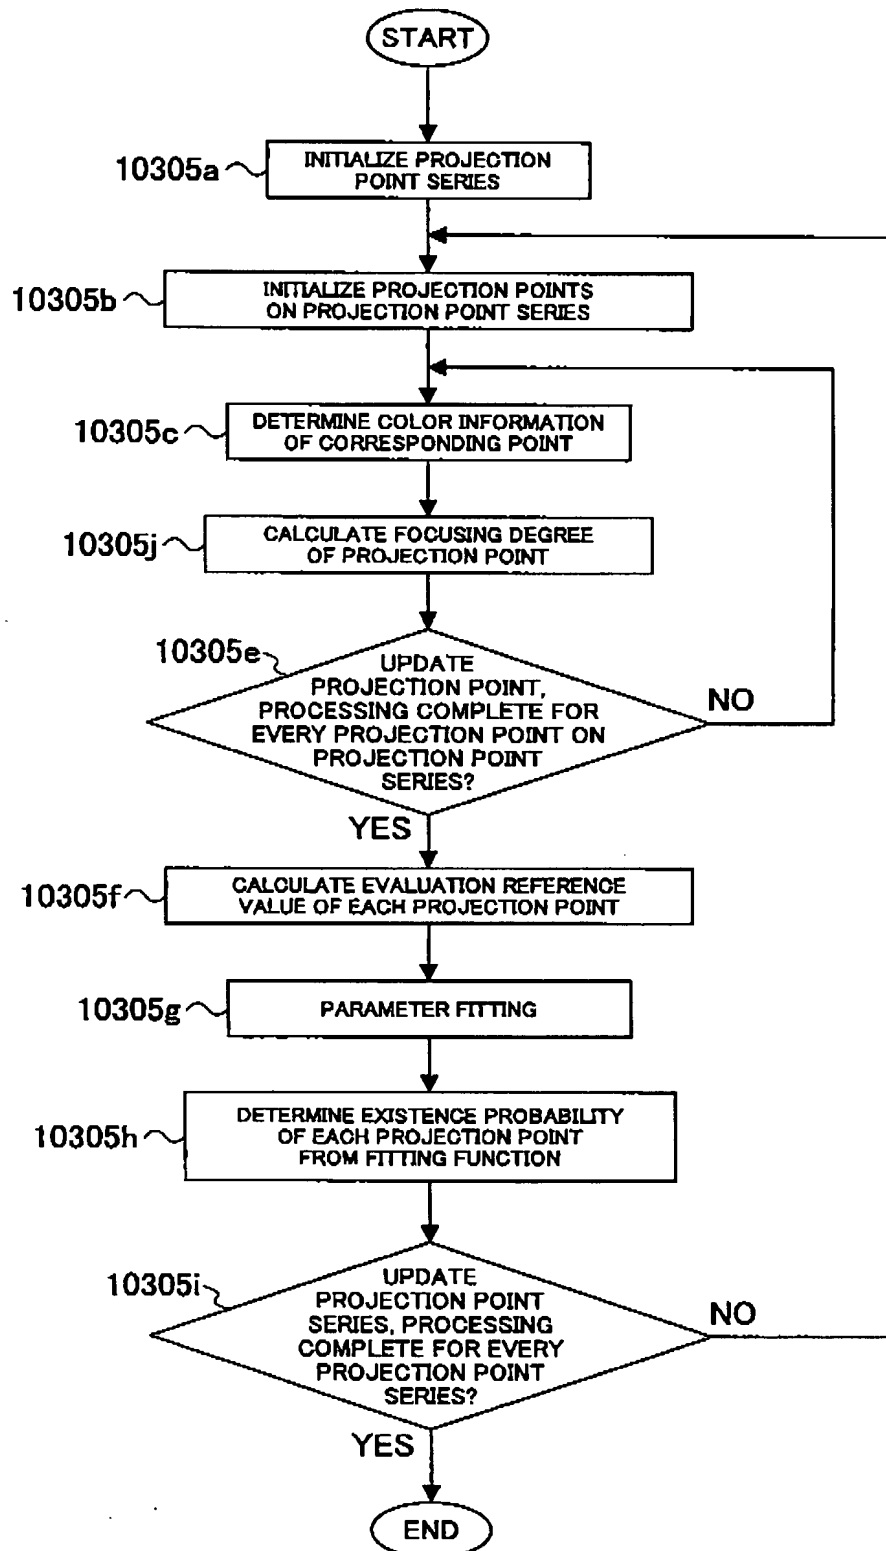 START
10305a
INITIALIZE PROJECTION
POINT SERIES
10305b
INITIALIZE PROJECTION POINTS
ON PROJECTION POINT SERIES
10305c
DETERMINE COLOR INFORMATION
OF CORRESPONDING POINT
10305j
CALCULATE FOCUSING DEGREE
OF PROJECTION POINT
10305e
UPDATE
PROJECTION POINT,
PROCESSING COMPLETE FOR
EVERY PROJECTION POINT ON
PROJECTION POINT
SERIES?
NO
YES
10305f
CALCULATE EVALUATION REFERENCE
VALUE OF EACH PROJECTION POINT
10305g
PARAMETER FITTING
10305h
DETERMINE EXISTENCE PROBABILITY
OF EACH PROJECTION POINT
FROM FITTING FUNCTION
10305i
UPDATE
PROJECTION POINT
SERIES, PROCESSING
COMPLETE FOR EVERY
PROJECTION POINT
SERIES?
NO
YES
END